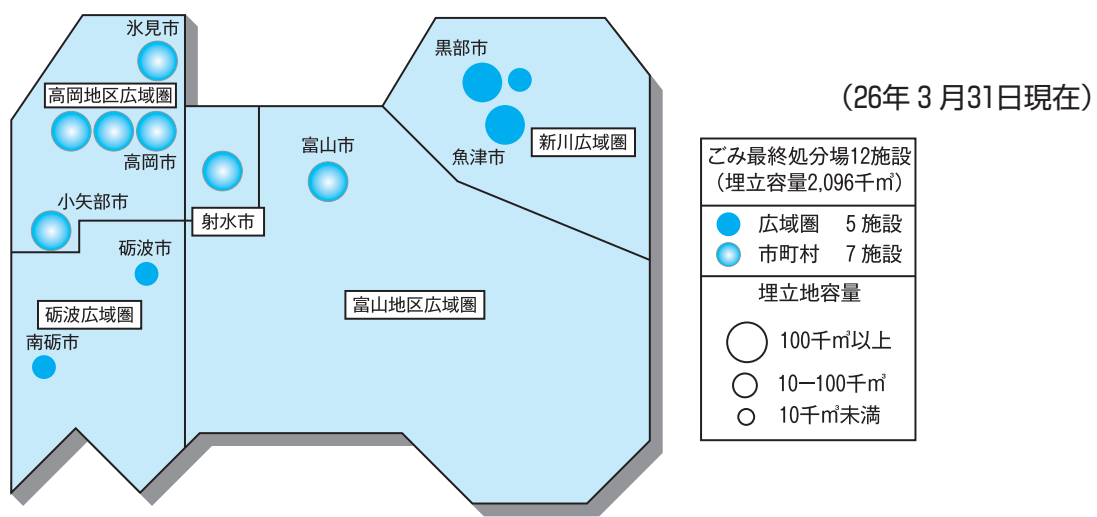 氷見市
高岡地区広域圏
高岡市
小矢部市
砺波市
砺波広域圏
南砺市
射水市
富山市
富山地区広域圏
黒部市
魚津市
新川広域圏
（26年3月31日現在）
ごみ最終処分場12施設
（埋立容量2,096千㎥）
広域圏 5施設
市町村 7施設
埋立地容量
100千㎥以上
10－100千㎥
10千㎥未満